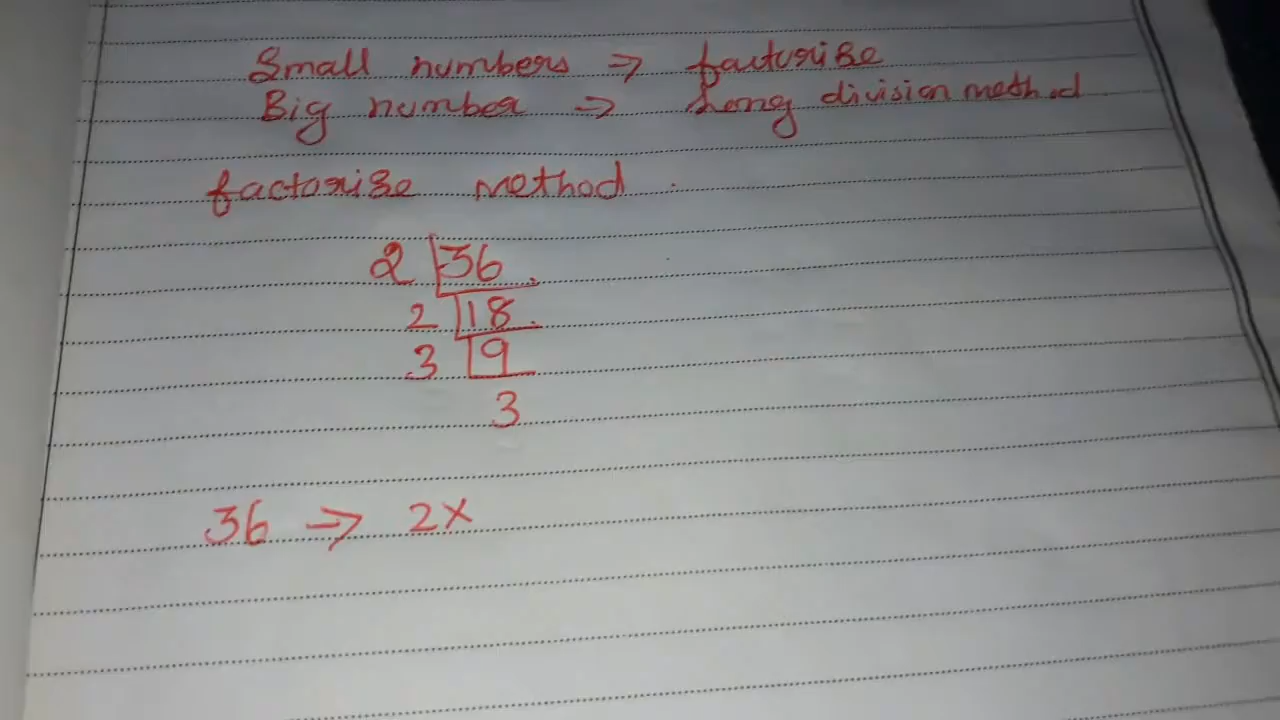 Small numbers ⇒ factorise
Big number ⇒ Long division method
factorise method
2 36
2 18
3 9
3
36 → 2×